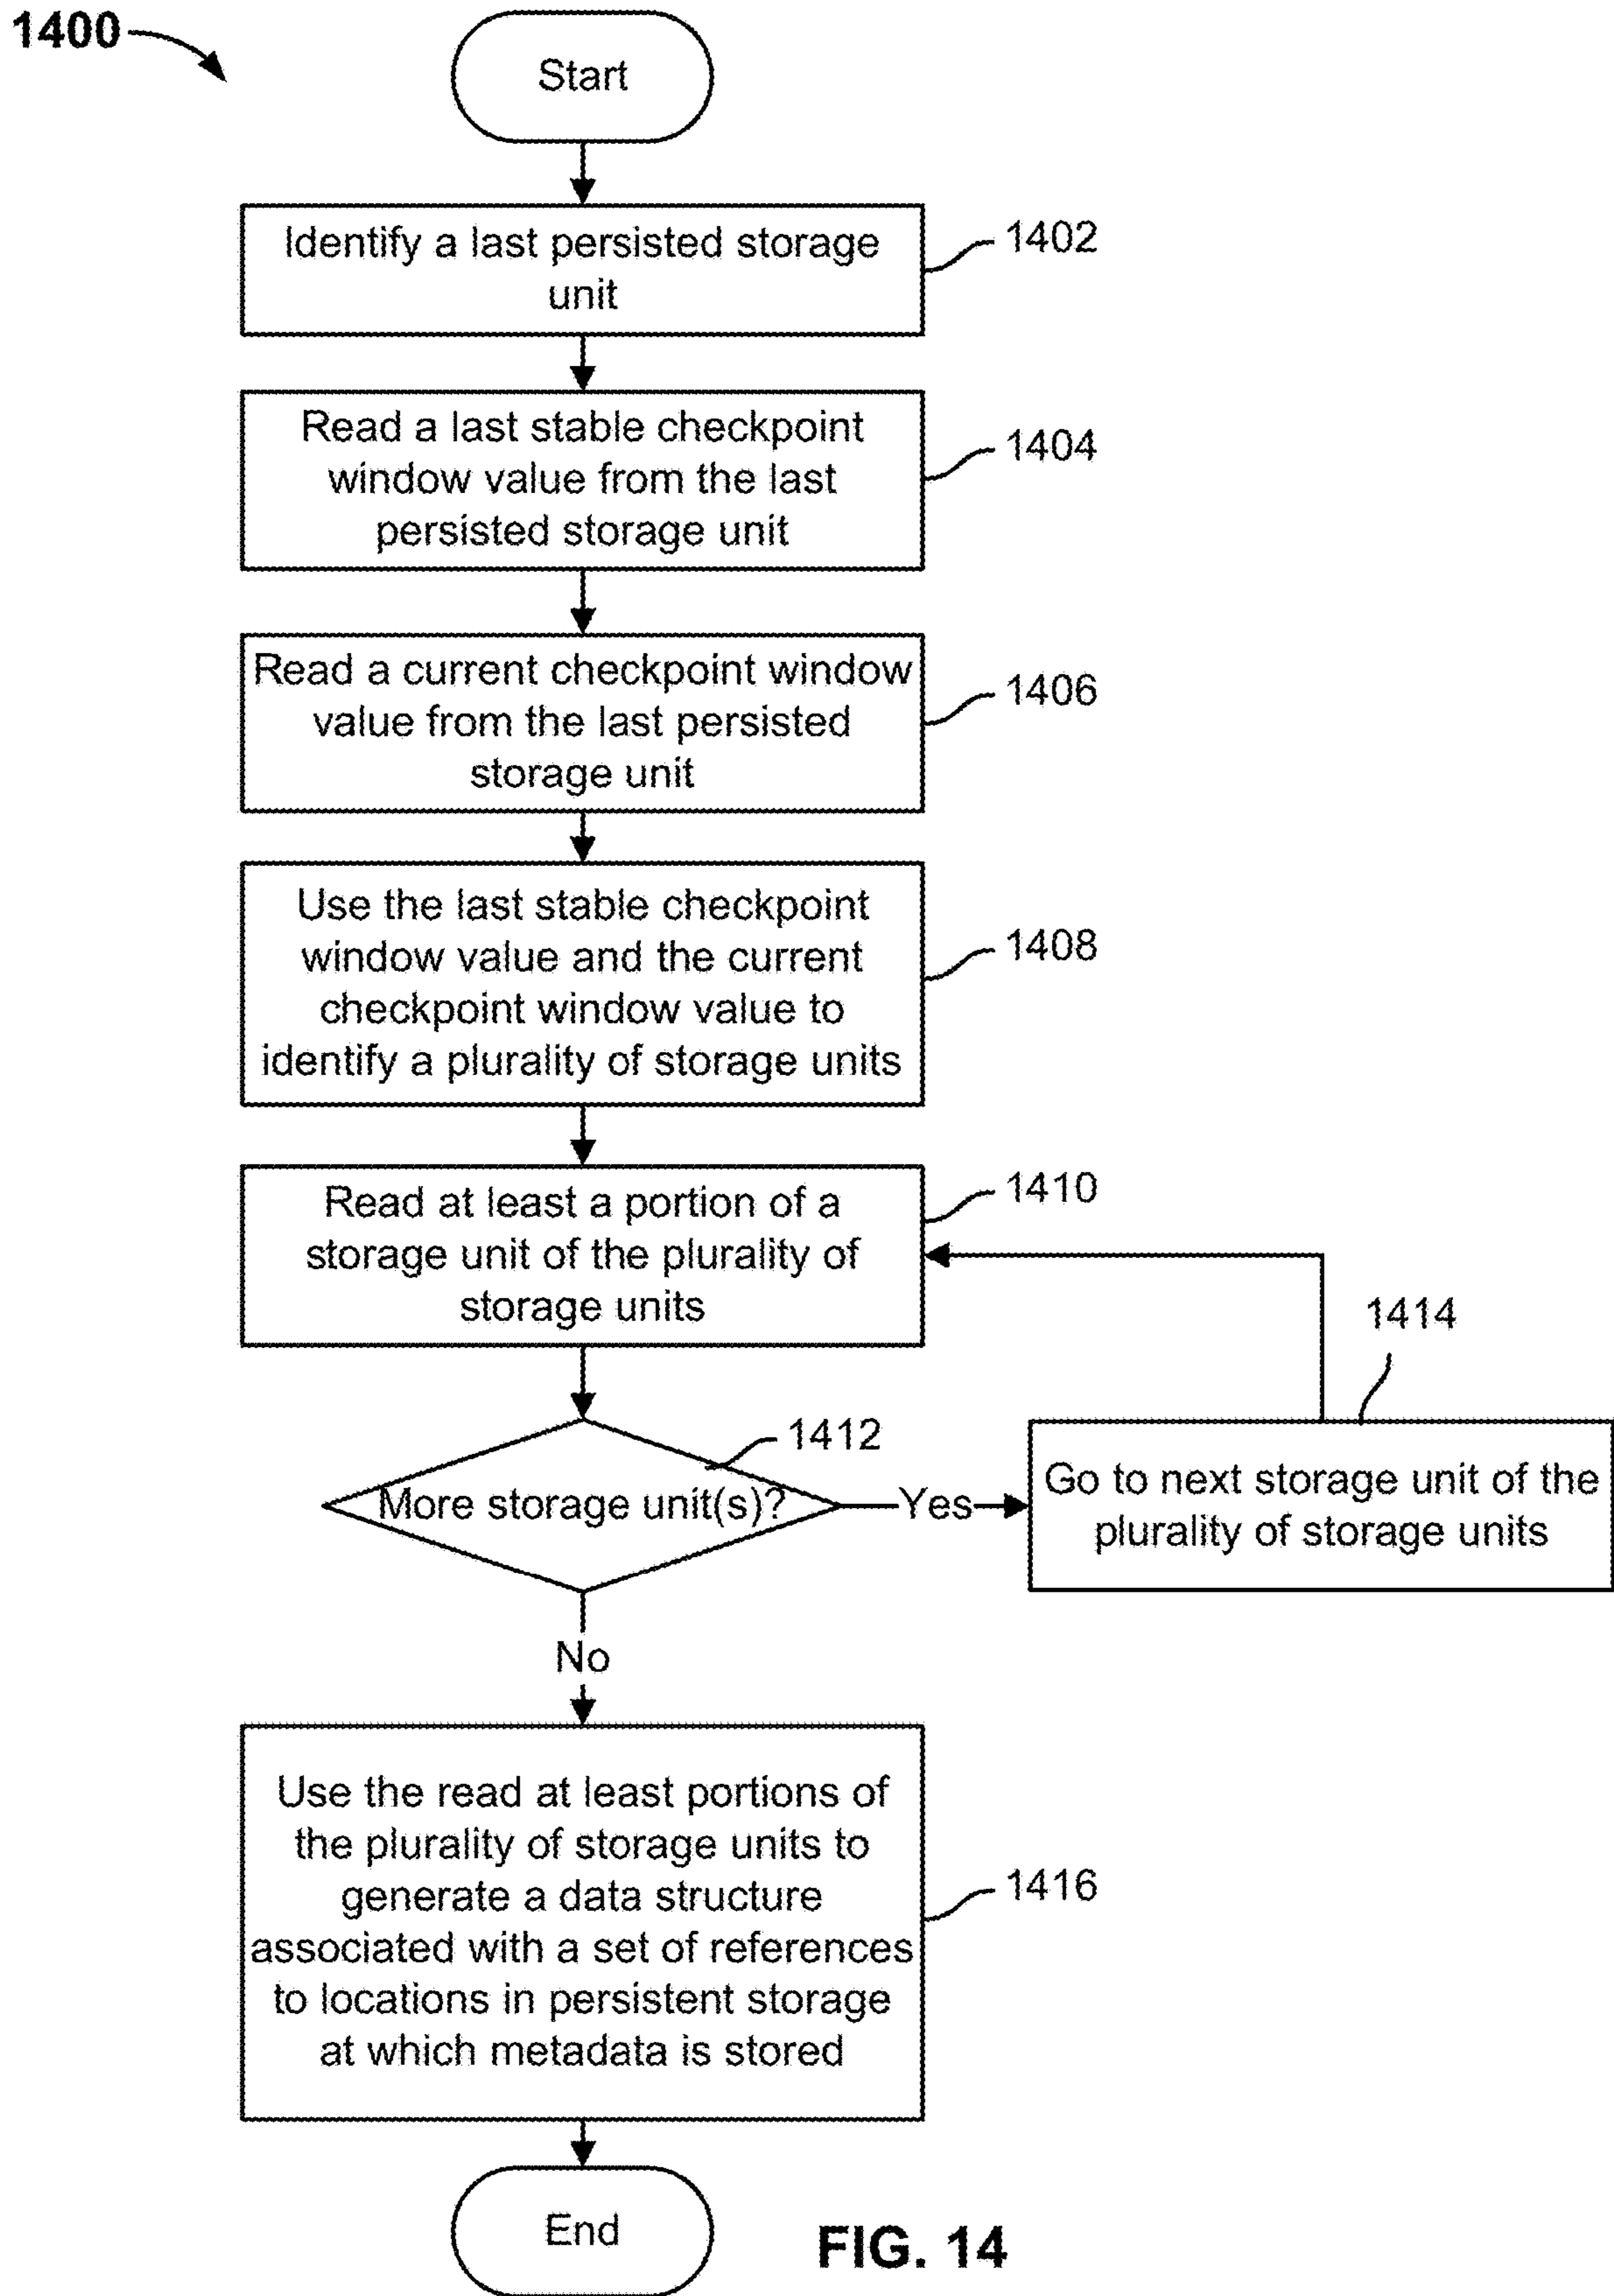 1400
Start
Identify a last persisted storage
unit
1402
Read a last stable checkpoint
window value from the last
persisted storage unit
1404
Read a current checkpoint window
value from the last persisted
storage unit
1406
Use the last stable checkpoint
window value and the current
checkpoint window value to
identify a plurality of storage units
1408
Read at least a portion of a
storage unit of the plurality of
storage units
1410
1412
More storage unit(s)?
Yes
1414
Go to next storage unit of the
plurality of storage units
No
Use the read at least portions of
the plurality of storage units to
generate a data structure
associated with a set of references
to locations in persistent storage
at which metadata is stored
1416
End
FIG. 14